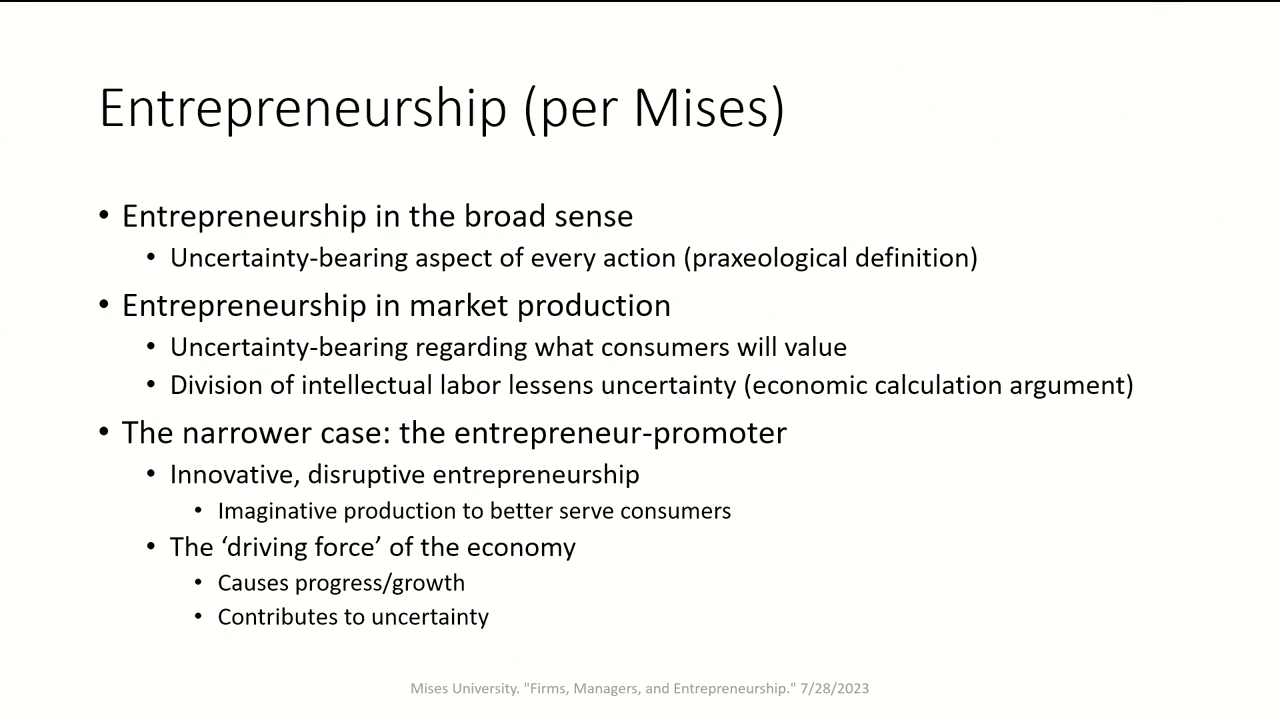 Entrepreneurship (per Mises)
• Entrepreneurship in the broad sense
• Uncertainty-bearing aspect of every action (praxeological definition)
• Entrepreneurship in market production
• Uncertainty-bearing regarding what consumers will value
• Division of intellectual labor lessens uncertainty (economic calculation argument)
• The narrower case: the entrepreneur-promoter
• Innovative, disruptive entrepreneurship
• Imaginative production to better serve consumers
• The ‘driving force’ of the economy
• Causes progress/growth
• Contributes to uncertainty
Mises University. "Firms, Managers, and Entrepreneurship." 7/28/2023